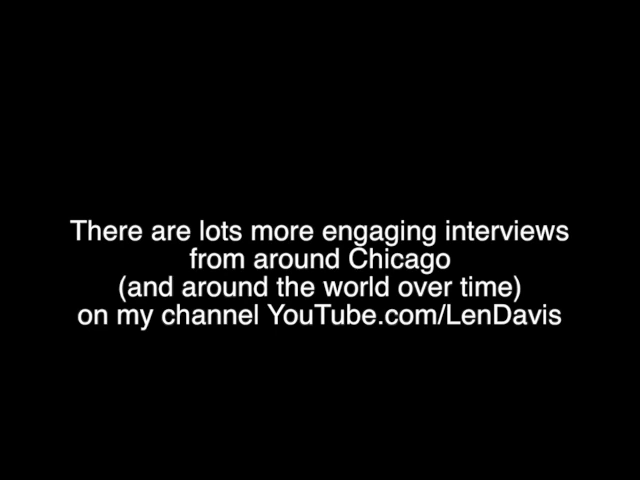 There are lots more engaging interviews
from around Chicago
(and around the world over time)
on my channel YouTube.com/LenDavis